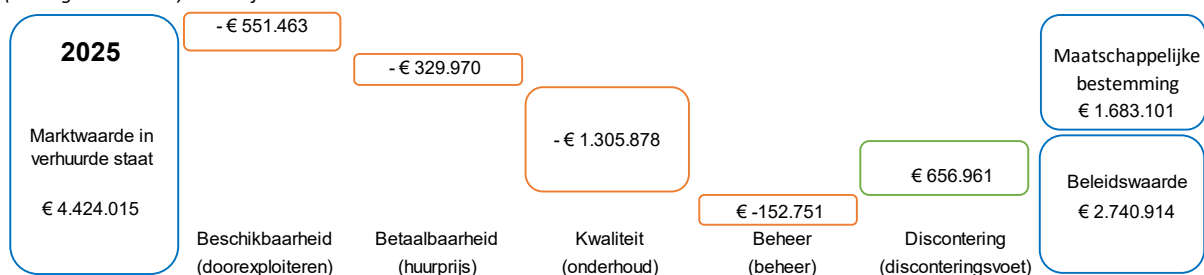 2025
Marktwaarde in
verhuurde staat
€ 4.424.015
- € 551.463
Beschikbaarheid
(doorexploiteren)
- € 329.970
Betaalbaarheid
(huurprijs)
- € 1.305.878
Kwaliteit
(onderhoud)
€ -152.751
Beheer
(beheer)
€ 656.961
Discontering
(disconteringsvoet)
Maatschappelijke
bestemming
€ 1.683.101
Beleidswaarde
€ 2.740.914